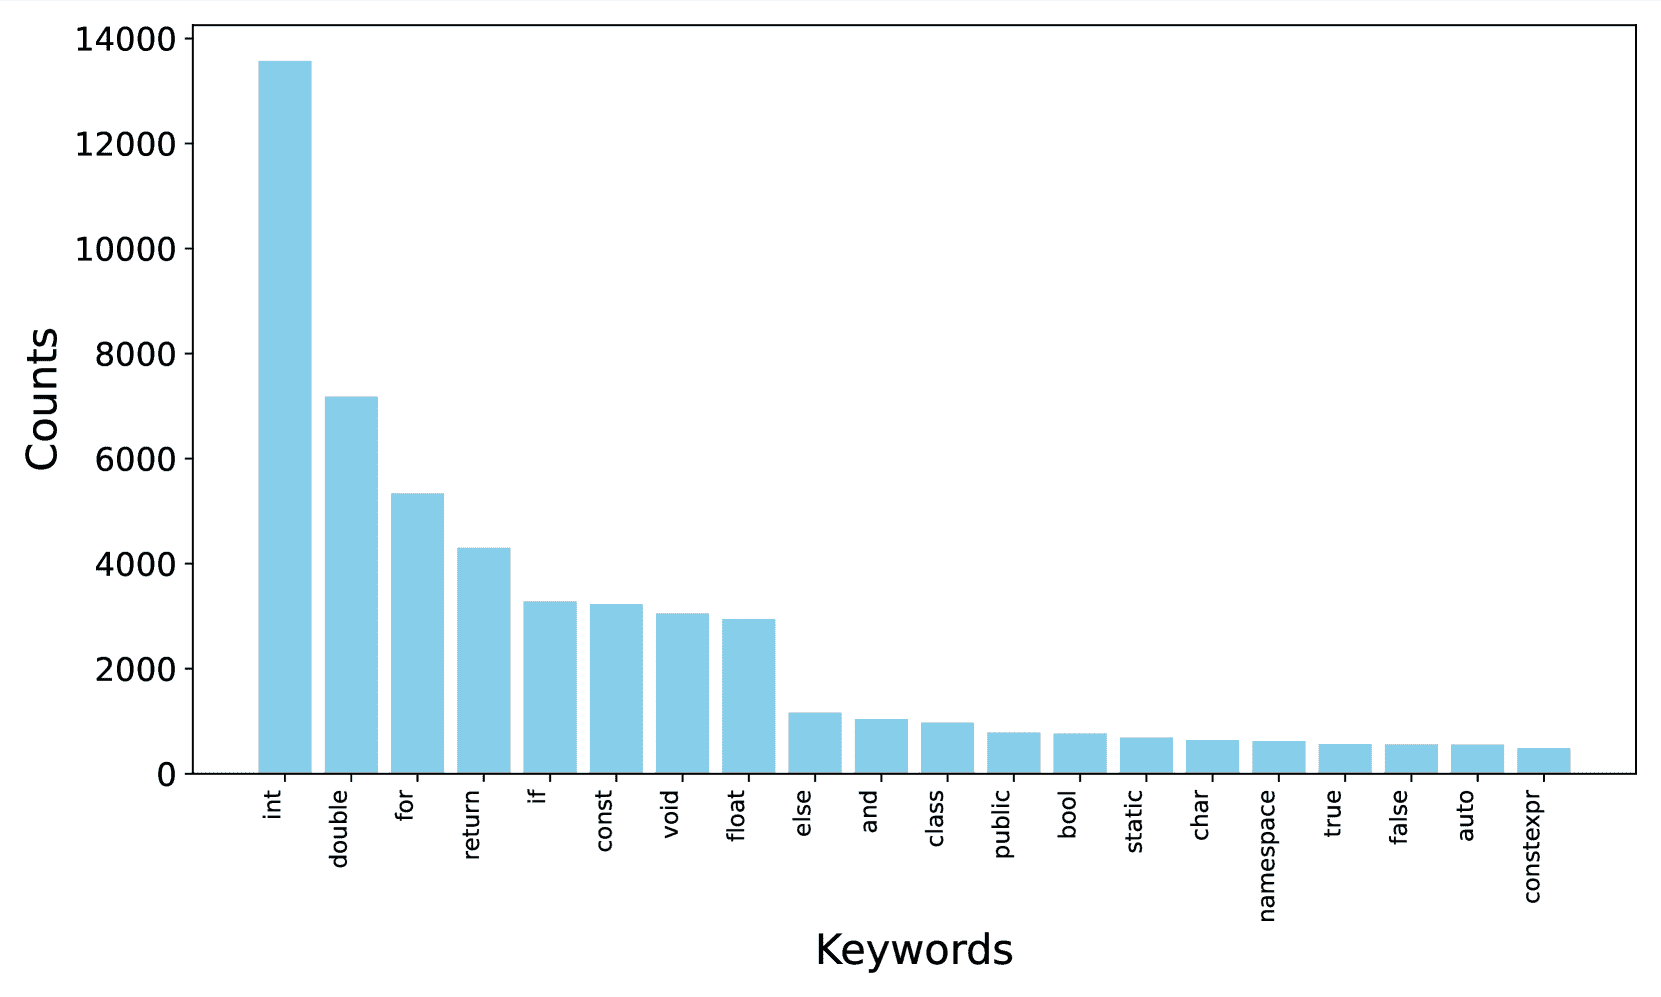 14000
12000
10000
8000
6000
4000
2000
0
Counts
int
double
for
return
if
const
void
float
else
and
class
public
bool
static
char
namespace
true
false
auto
constexpr
Keywords